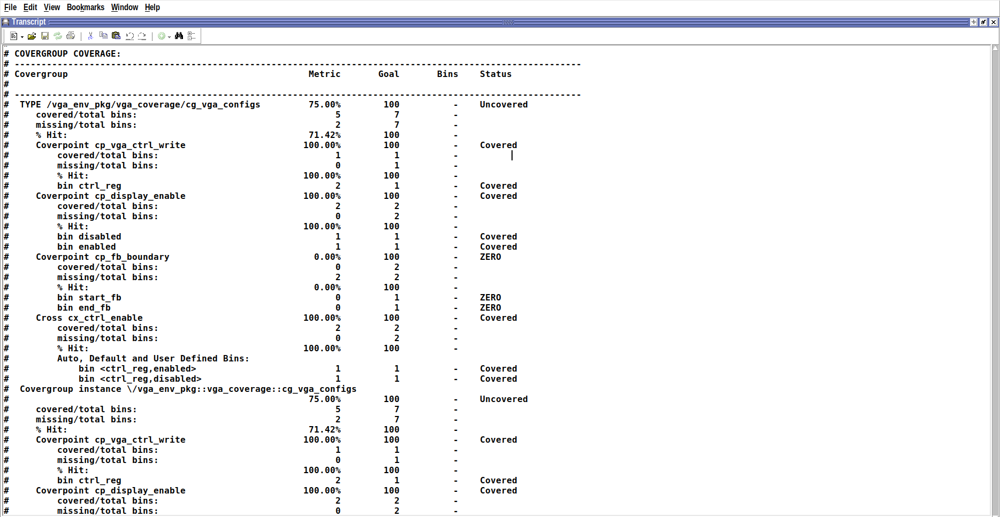 File Edit View Bookmarks Window Help
Transcript
# COVERGROUP COVERAGE:
# ----------------------------------------------------------------------------------------------------------
# Covergroup                                             Metric       Goal       Bins    Status
#
# ----------------------------------------------------------------------------------------------------------
#  TYPE /vga_env_pkg/vga_coverage/cg_vga_configs         75.00%        100          -    Uncovered
#     covered/total bins:                                     5          7          -
#     missing/total bins:                                     2          7          -
#     % Hit:                                             71.42%        100          -
#     Coverpoint cp_vga_ctrl_write                      100.00%        100          -    Covered
#         covered/total bins:                                 1          1          -
#         missing/total bins:                                 0          1          -
#         % Hit:                                        100.00%        100          -
#         bin ctrl_reg                                        2          1          -    Covered
#     Coverpoint cp_display_enable                      100.00%        100          -    Covered
#         covered/total bins:                                 2          2          -
#         missing/total bins:                                 0          2          -
#         % Hit:                                        100.00%        100          -
#         bin disabled                                        1          1          -    Covered
#         bin enabled                                         1          1          -    Covered
#     Coverpoint cp_fb_boundary                           0.00%        100          -    ZERO
#         covered/total bins:                                 0          2          -
#         missing/total bins:                                 2          2          -
#         % Hit:                                          0.00%        100          -
#         bin start_fb                                        0          1          -    ZERO
#         bin end_fb                                          0          1          -    ZERO
#     Cross cx_ctrl_enable                              100.00%        100          -    Covered
#         covered/total bins:                                 2          2          -
#         missing/total bins:                                 0          2          -
#         % Hit:                                        100.00%        100          -
#         Auto, Default and User Defined Bins:
#             bin <ctrl_reg,enabled>                          1          1          -    Covered
#             bin <ctrl_reg,disabled>                         1          1          -    Covered
#  Covergroup instance \/vga_env_pkg::vga_coverage::cg_vga_configs
#                                                        75.00%        100          -    Uncovered
#     covered/total bins:                                     5          7          -
#     missing/total bins:                                     2          7          -
#     % Hit:                                             71.42%        100          -
#     Coverpoint cp_vga_ctrl_write                      100.00%        100          -    Covered
#         covered/total bins:                                 1          1          -
#         missing/total bins:                                 0          1          -
#         % Hit:                                        100.00%        100          -
#         bin ctrl_reg                                        2          1          -    Covered
#     Coverpoint cp_display_enable                      100.00%        100          -    Covered
#         covered/total bins:                                 2          2          -
#         missing/total bins:                                 0          2          -